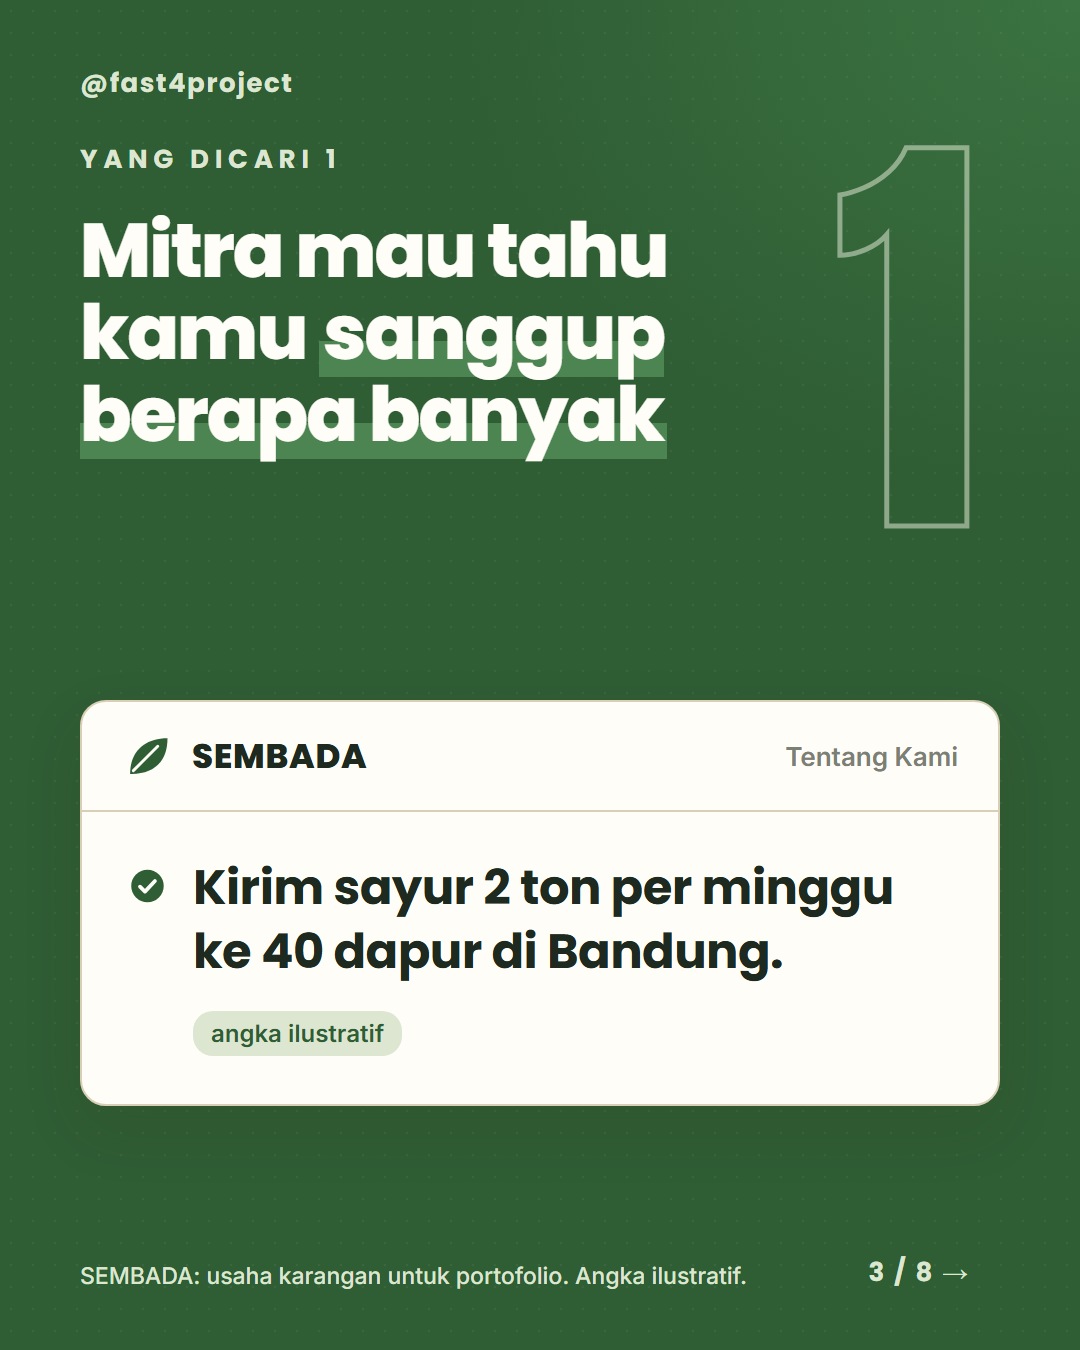 @fast4project
YANG DICARI 1
1
Mitra mau tahu
kamu sanggup
berapa banyak
SEMBADA
Tentang Kami
Kirim sayur 2 ton per minggu
ke 40 dapur di Bandung.
angka ilustratif
SEMBADA: usaha karangan untuk portofolio. Angka ilustratif.
3 / 8 →